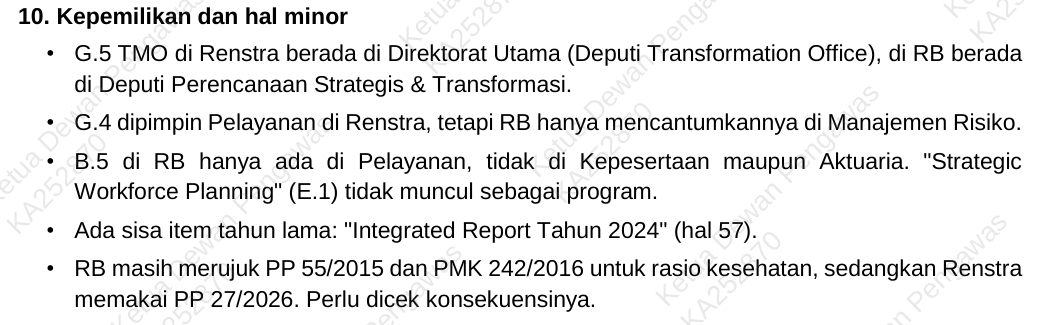 10. Kepemilikan dan hal minor
• G.5 TMO di Renstra berada di Direktorat Utama (Deputi Transformation Office), di RB berada
di Deputi Perencanaan Strategis & Transformasi.
• G.4 dipimpin Pelayanan di Renstra, tetapi RB hanya mencantumkannya di Manajemen Risiko.
• B.5 di RB hanya ada di Pelayanan, tidak di Kepesertaan maupun Aktuaria. "Strategic
Workforce Planning" (E.1) tidak muncul sebagai program.
• Ada sisa item tahun lama: "Integrated Report Tahun 2024" (hal 57).
• RB masih merujuk PP 55/2015 dan PMK 242/2016 untuk rasio kesehatan, sedangkan Renstra
memakai PP 27/2026. Perlu dicek konsekuensinya.